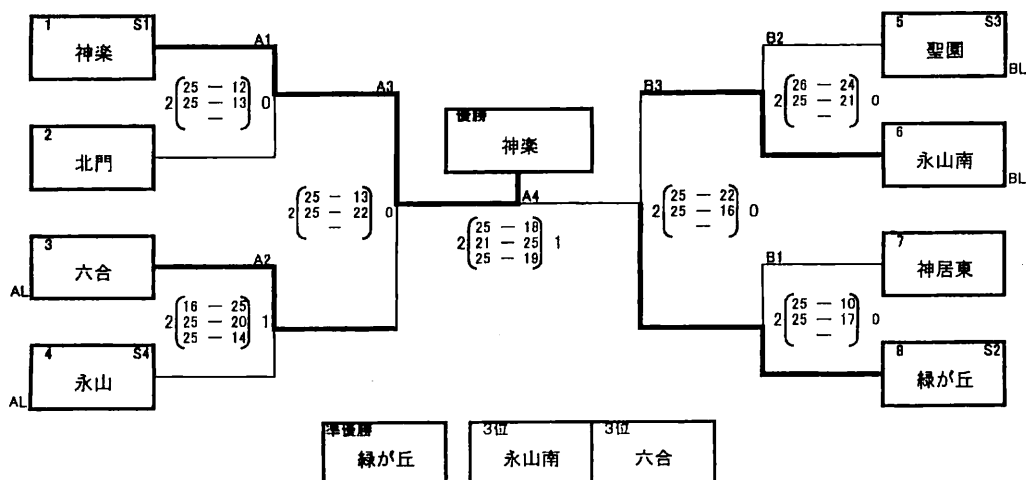 1 S1
神楽
A1
2 25 — 12 0
25 — 13
—
2
北門
A3
2 25 — 13 0
25 — 22
—
3
六合
AL
A2
2 16 — 25 1
25 — 20
25 — 14
4 S4
永山
AL
優勝
神楽
A4
2 25 — 18 1
21 — 25
25 — 19
5 S3
聖園
BL
B2
2 26 — 24 0
25 — 21
—
6
永山南
BL
B3
2 25 — 22 0
25 — 16
—
7
神居東
B1
2 25 — 10 0
25 — 17
—
8 S2
緑が丘
準優勝
緑が丘
3位
永山南
3位
六合